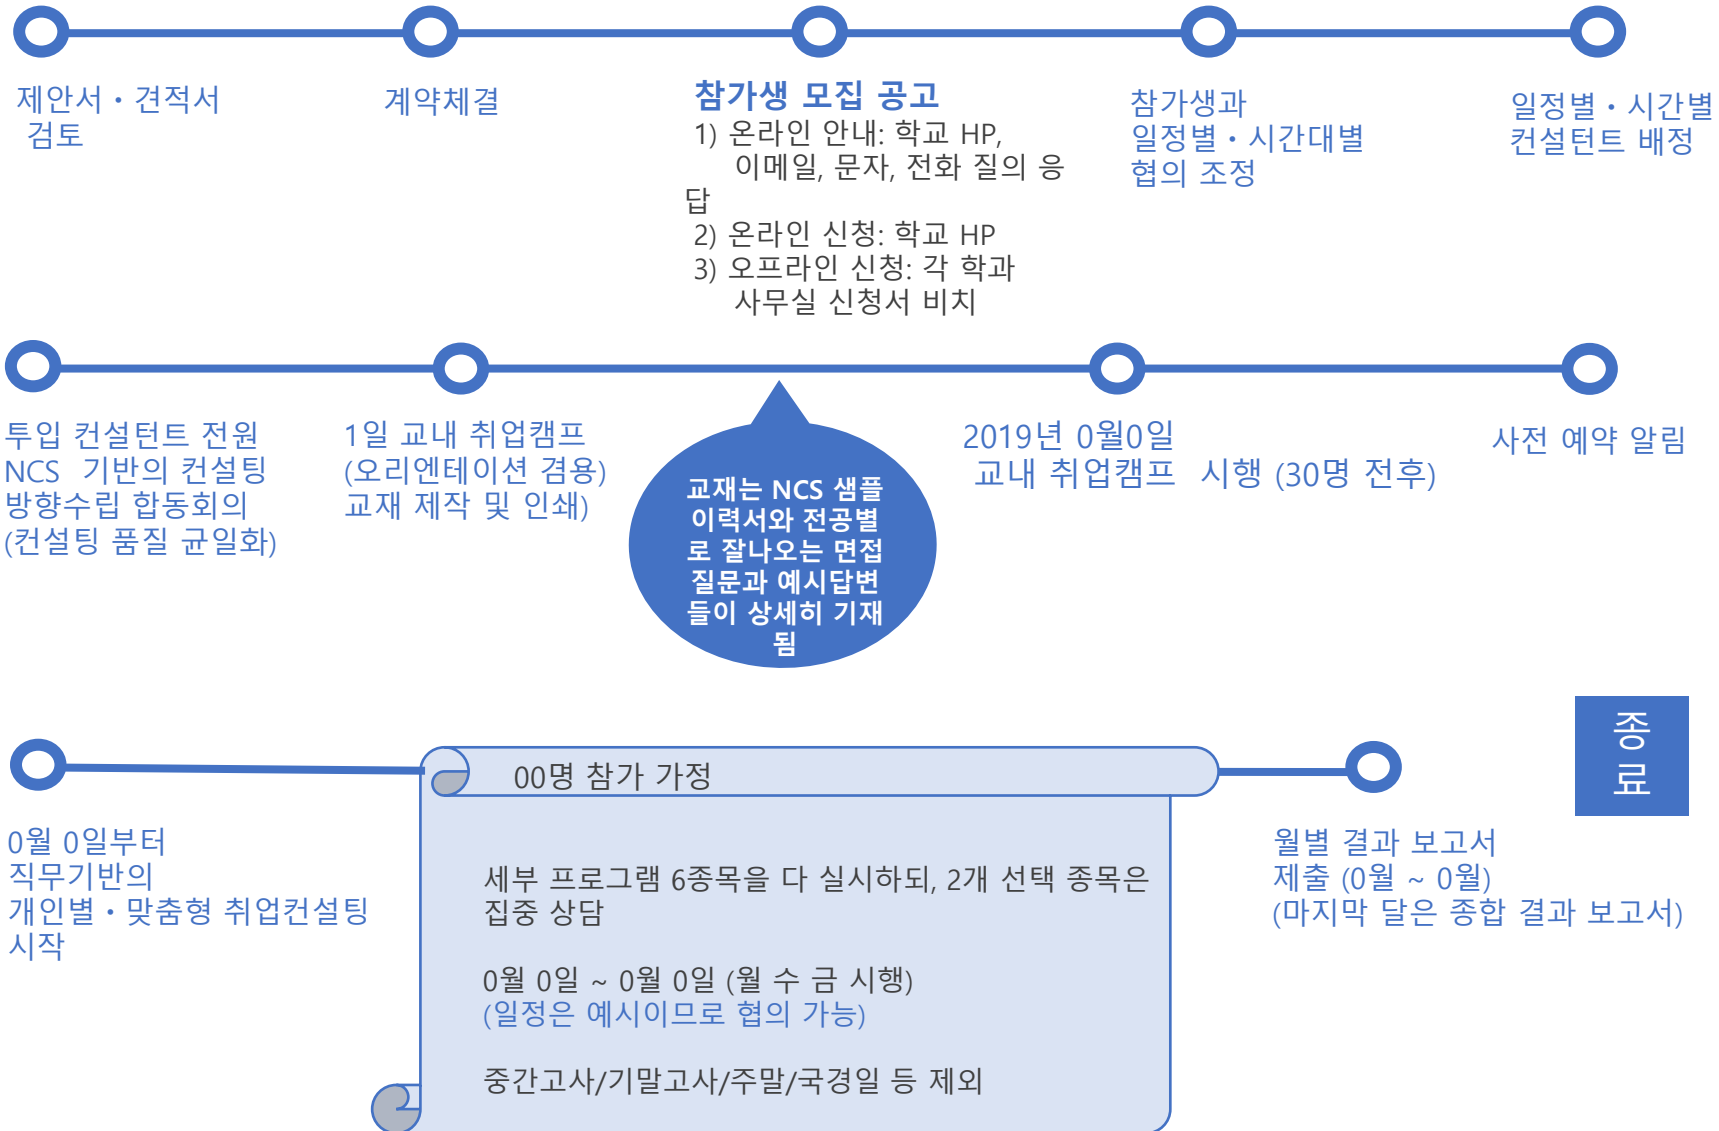 제안서・견적서
검토
계약체결
참가생 모집 공고
1) 온라인 안내: 학교 HP,
이메일, 문자, 전화 질의 응
답
2) 온라인 신청: 학교 HP
3) 오프라인 신청: 각 학과
사무실 신청서 비치
참가생과
일정별・시간대별
협의 조정
일정별・시간별
컨설턴트 배정
투입 컨설턴트 전원
NCS 기반의 컨설팅
방향수립 합동회의
(컨설팅 품질 균일화)
1일 교내 취업캠프
(오리엔테이션 겸용)
교재 제작 및 인쇄)
교재는 NCS 샘플
이력서와 전공별
로 잘나오는 면접
질문과 예시답변
들이 상세히 기재
됨
2019년 0월0일
교내 취업캠프 시행 (30명 전후)
사전 예약 알림
0월 0일부터
직무기반의
개인별・맞춤형 취업컨설팅
시작
00명 참가 가정
세부 프로그램 6종목을 다 실시하되, 2개 선택 종목은
집중 상담
0월 0일 ~ 0월 0일 (월 수 금 시행)
(일정은 예시이므로 협의 가능)
중간고사/기말고사/주말/국경일 등 제외
월별 결과 보고서
제출 (0월 ~ 0월)
(마지막 달은 종합 결과 보고서)
종
료